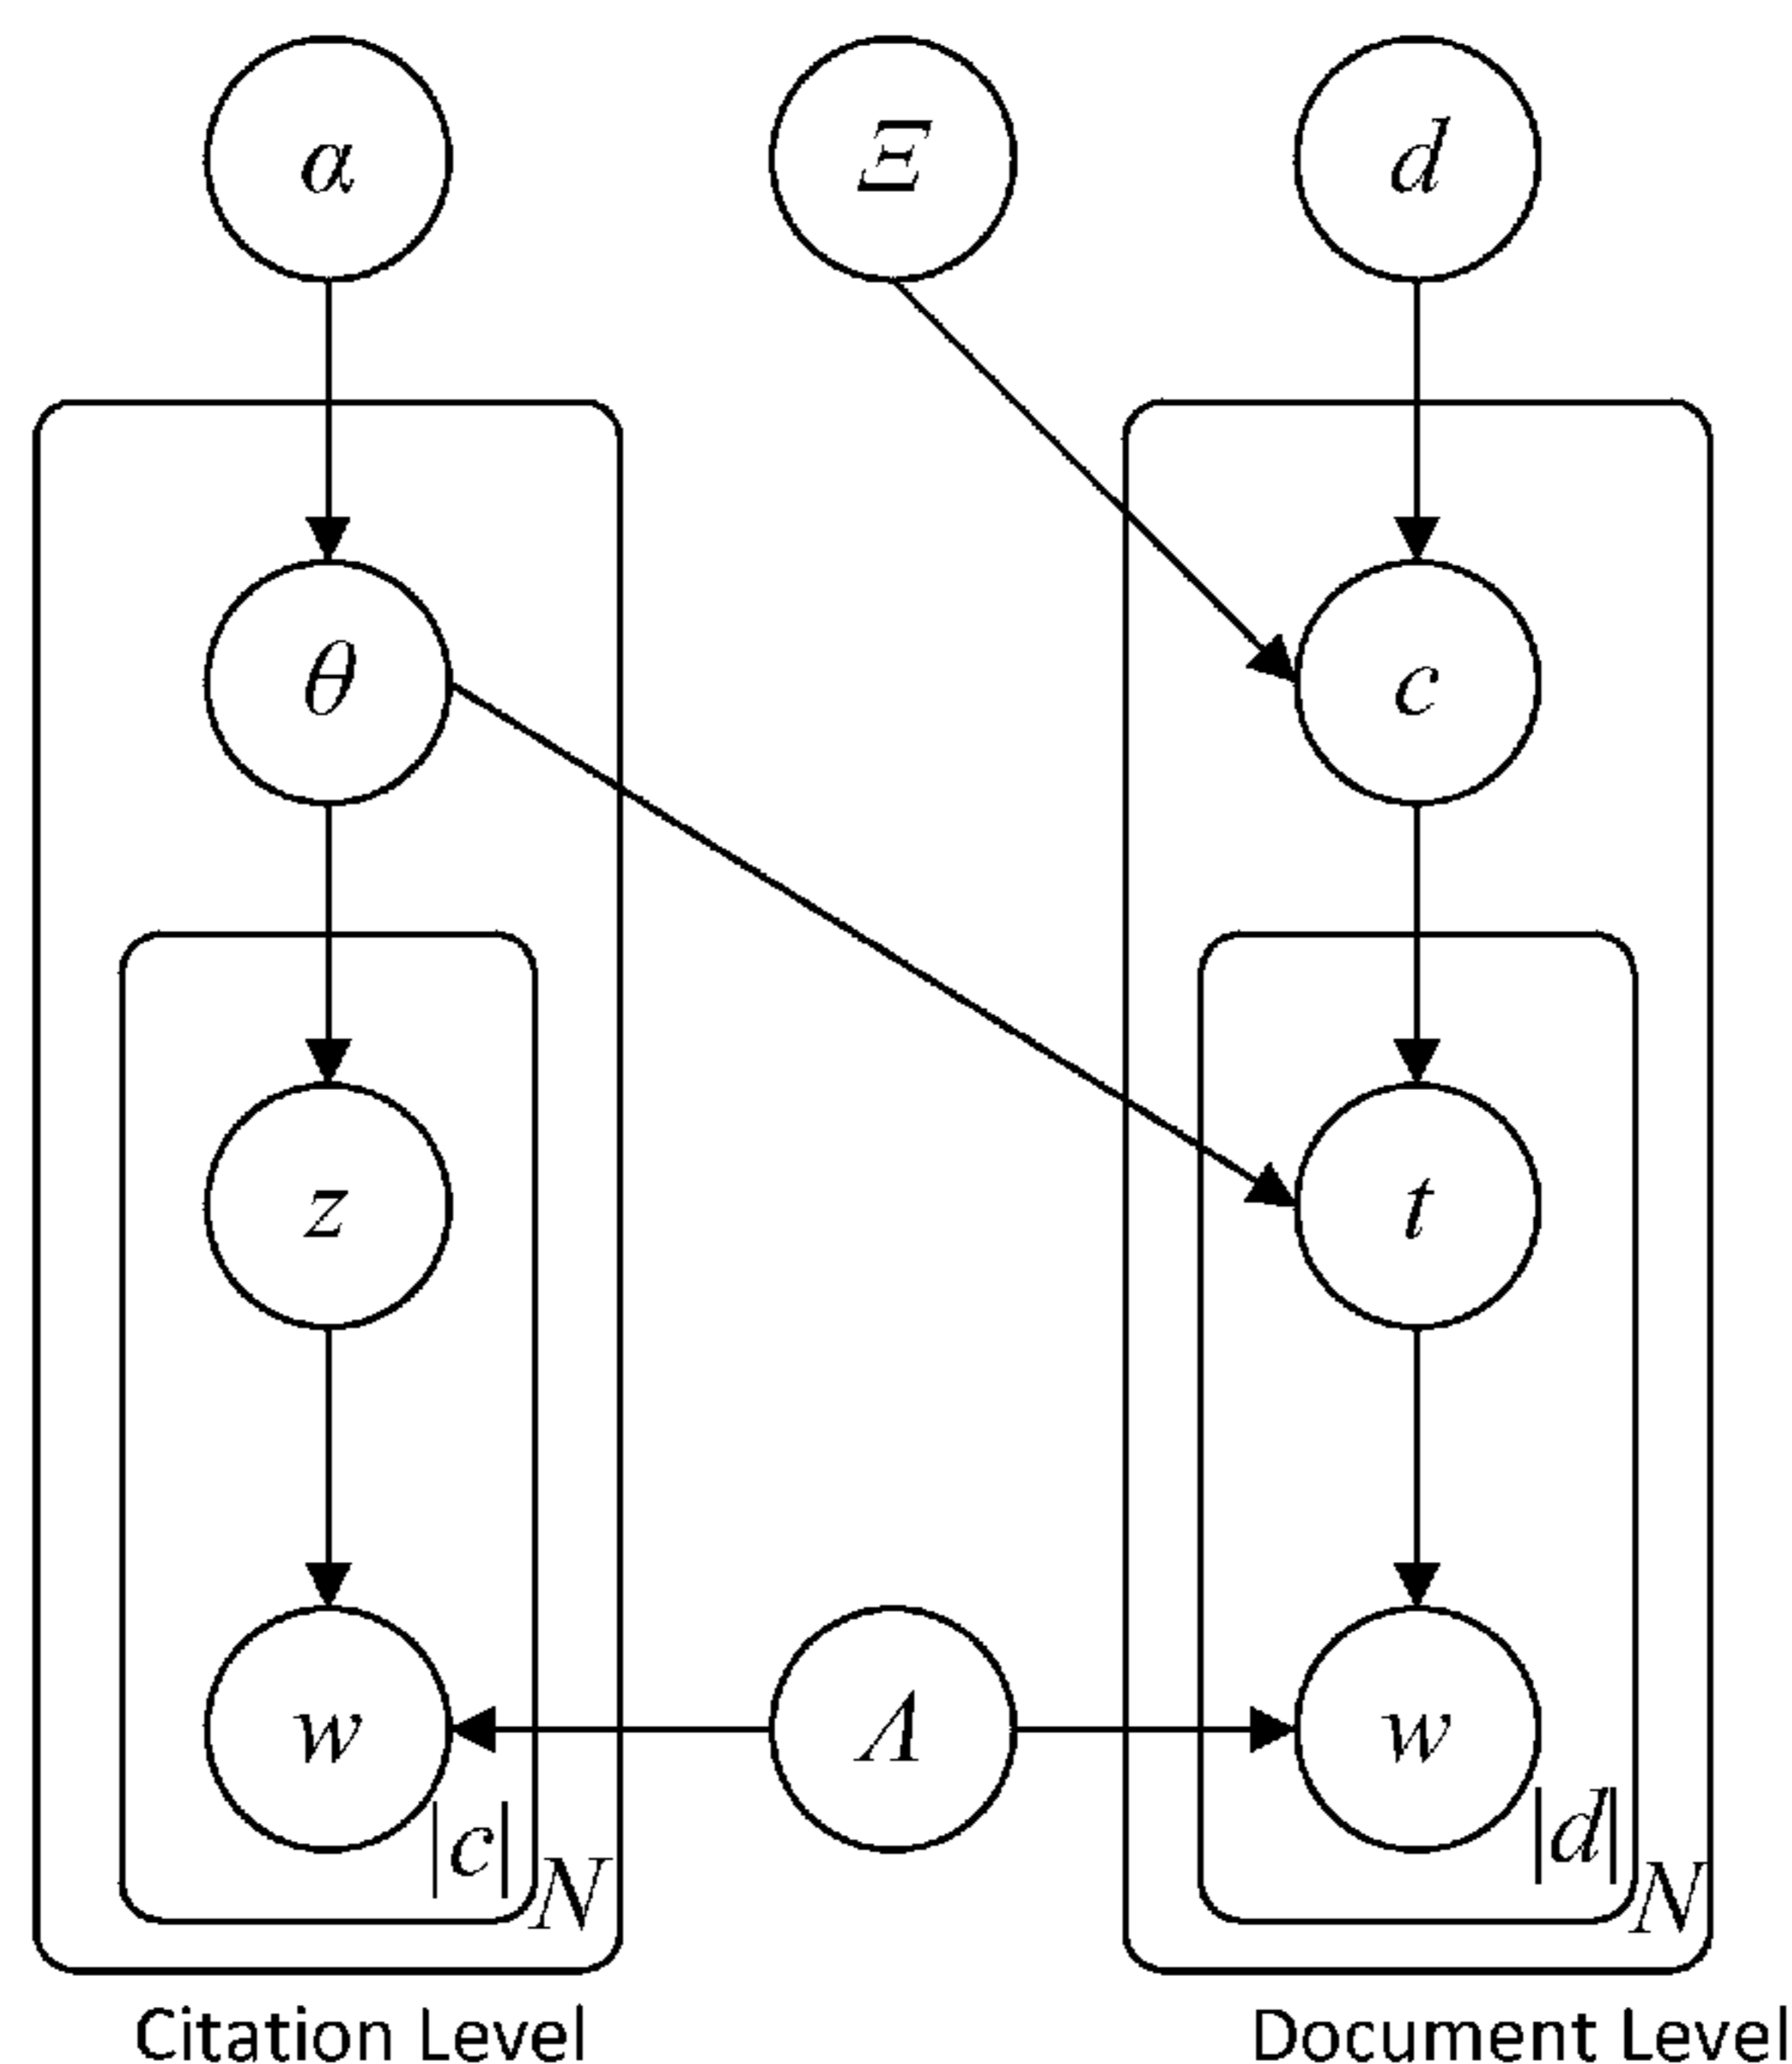 α Ξ d
θ c
z t
w Λ w
|c| |d|
N N
Citation Level Document Level